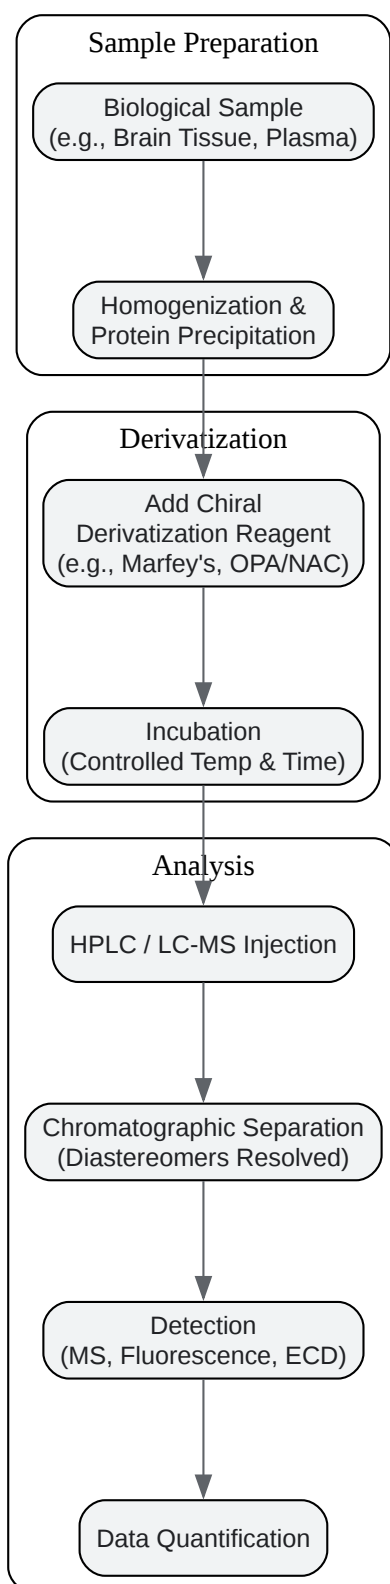 Sample Preparation
Biological Sample
(e.g., Brain Tissue, Plasma)
Homogenization &
Protein Precipitation
Derivatization
Add Chiral
Derivatization Reagent
(e.g., Marfey's, OPA/NAC)
Incubation
(Controlled Temp & Time)
Analysis
HPLC / LC-MS Injection
Chromatographic Separation
(Diastereomers Resolved)
Detection
(MS, Fluorescence, ECD)
Data Quantification